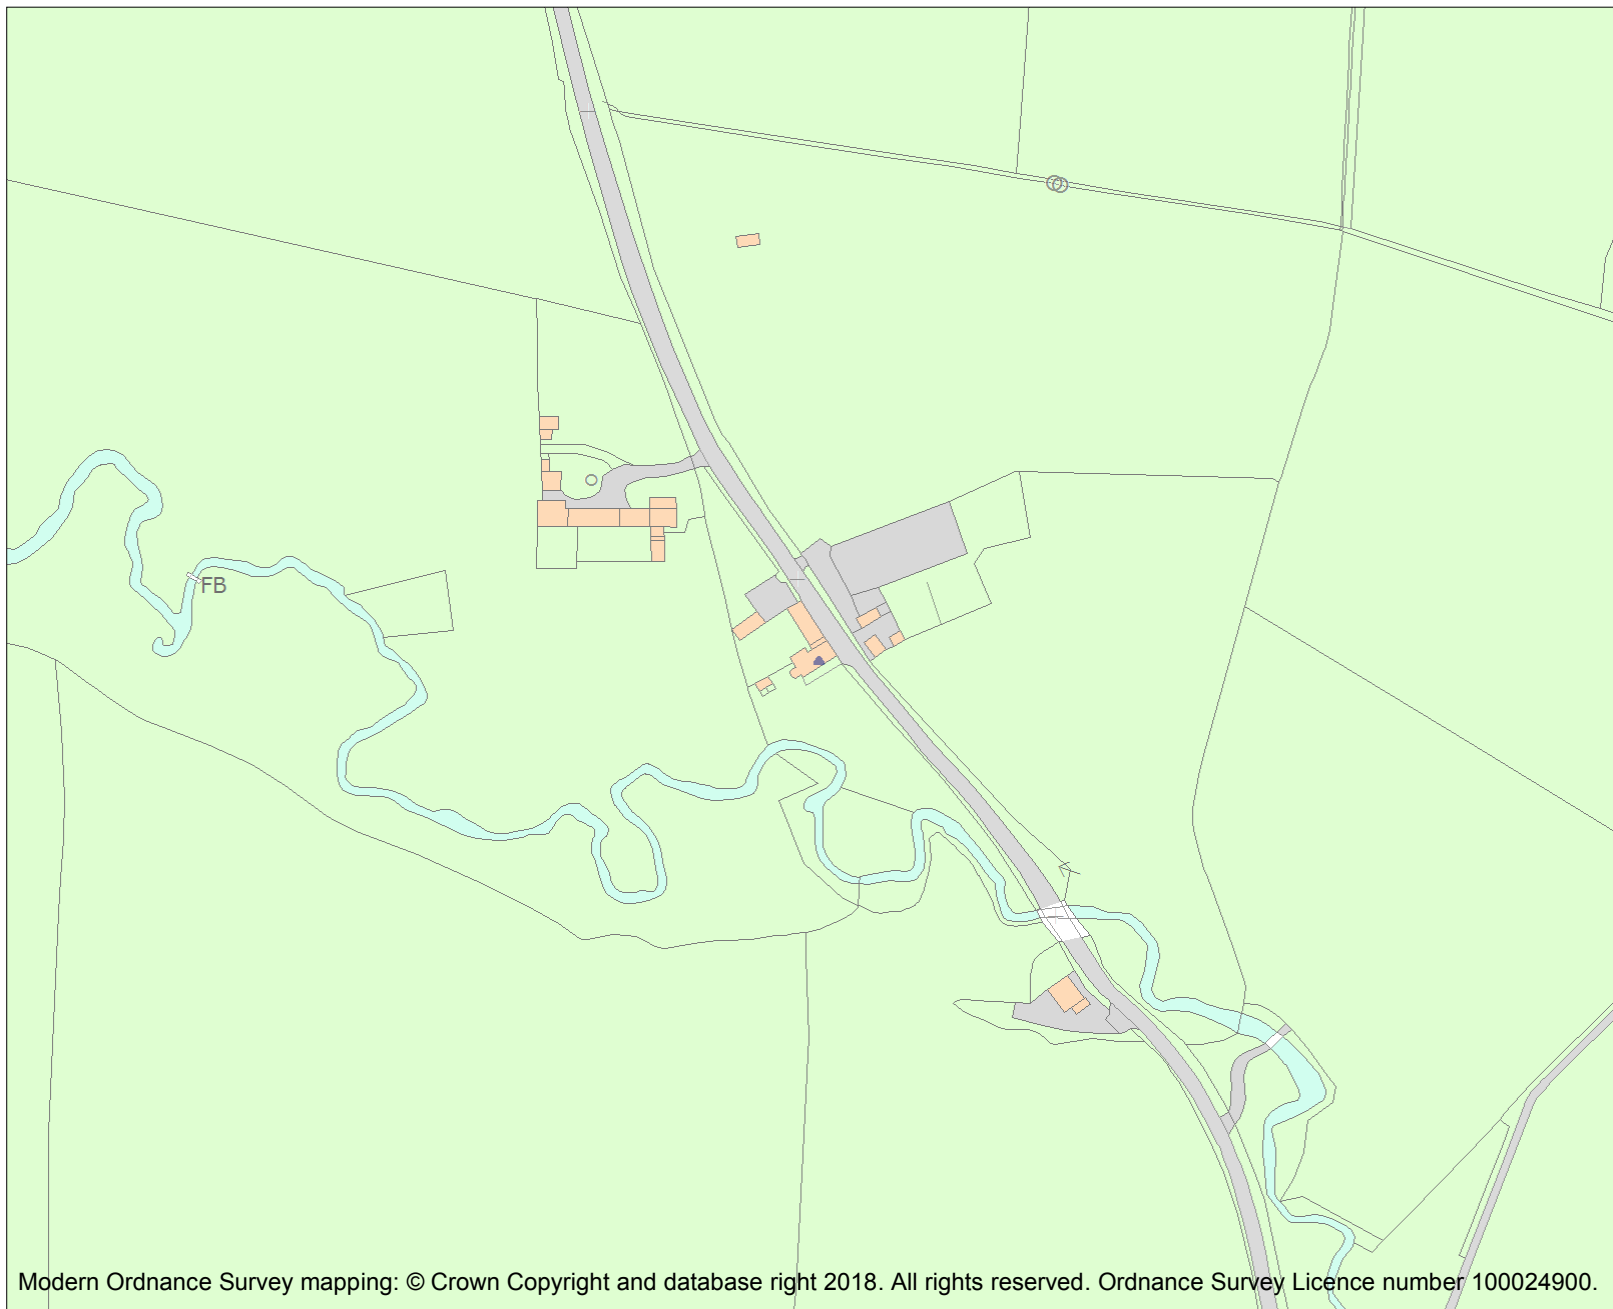 FB
Modern Ordnance Survey mapping: © Crown Copyright and database right 2018. All rights reserved. Ordnance Survey Licence number 100024900.